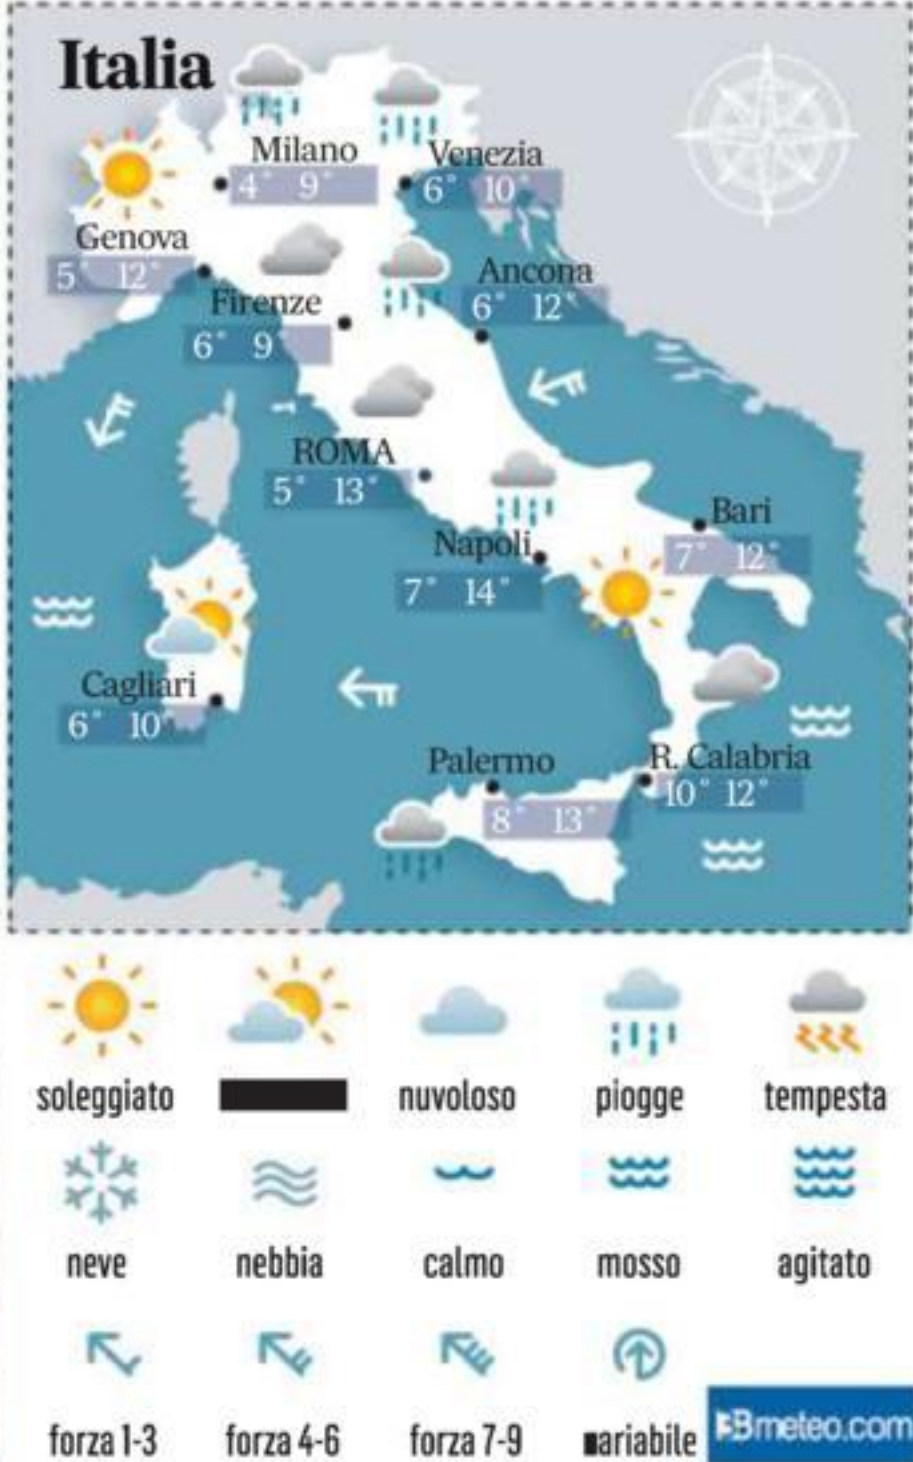 Italia
Milano
4° 9°
Venezia
6° 10°
Genova
5° 12°
Firenze
6° 9°
Ancona
6° 12°
ROMA
5° 13°
Bari
7° 12°
Napoli
7° 14°
Cagliari
6° 10°
Palermo
8° 13°
R. Calabria
10° 12°
soleggiato
nuvoloso
piogge
tempesta
neve
nebbia
calmo
mosso
agitato
forza 1-3
forza 4-6
forza 7-9
ariabile
3Bmeteo.com